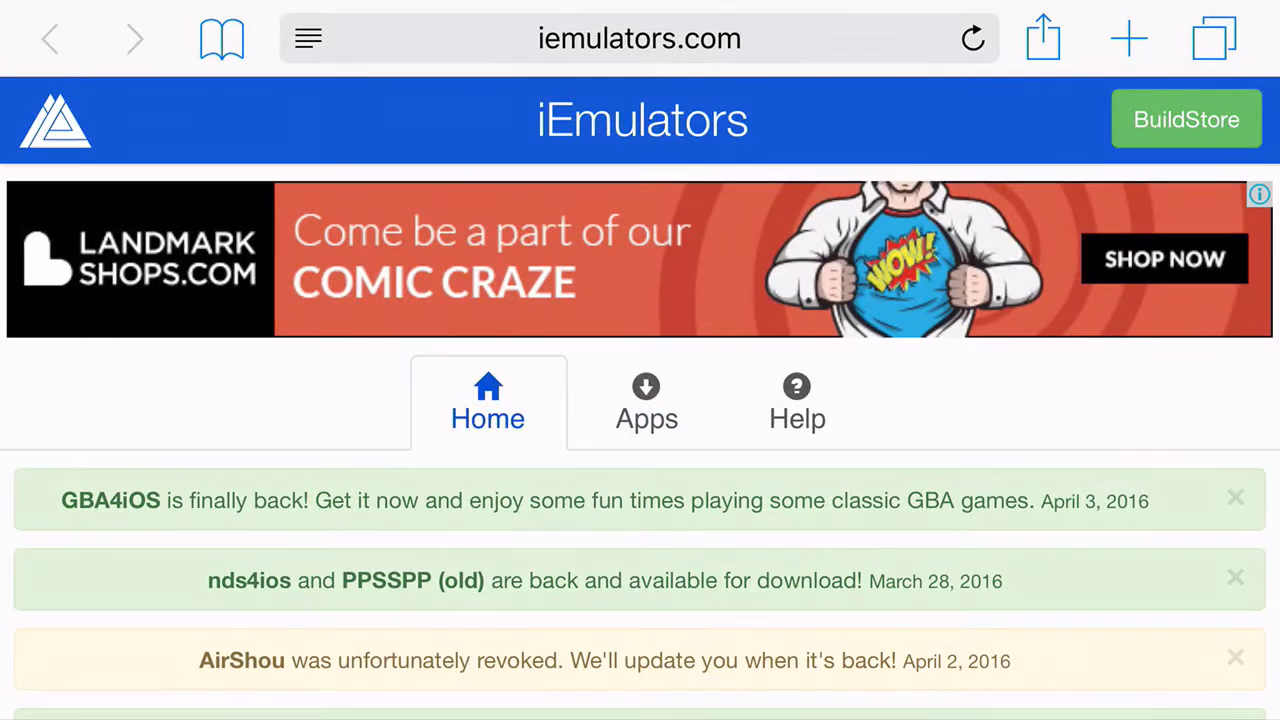 iemulators.com
iEmulators
BuildStore
LANDMARK
SHOPS.COM
Come be a part of our
COMIC CRAZE
WOW!
SHOP NOW
Home
Apps
Help
GBA4iOS is finally back! Get it now and enjoy some fun times playing some classic GBA games. April 3, 2016
nds4ios and PPSSPP (old) are back and available for download! March 28, 2016
AirShou was unfortunately revoked. We'll update you when it's back! April 2, 2016